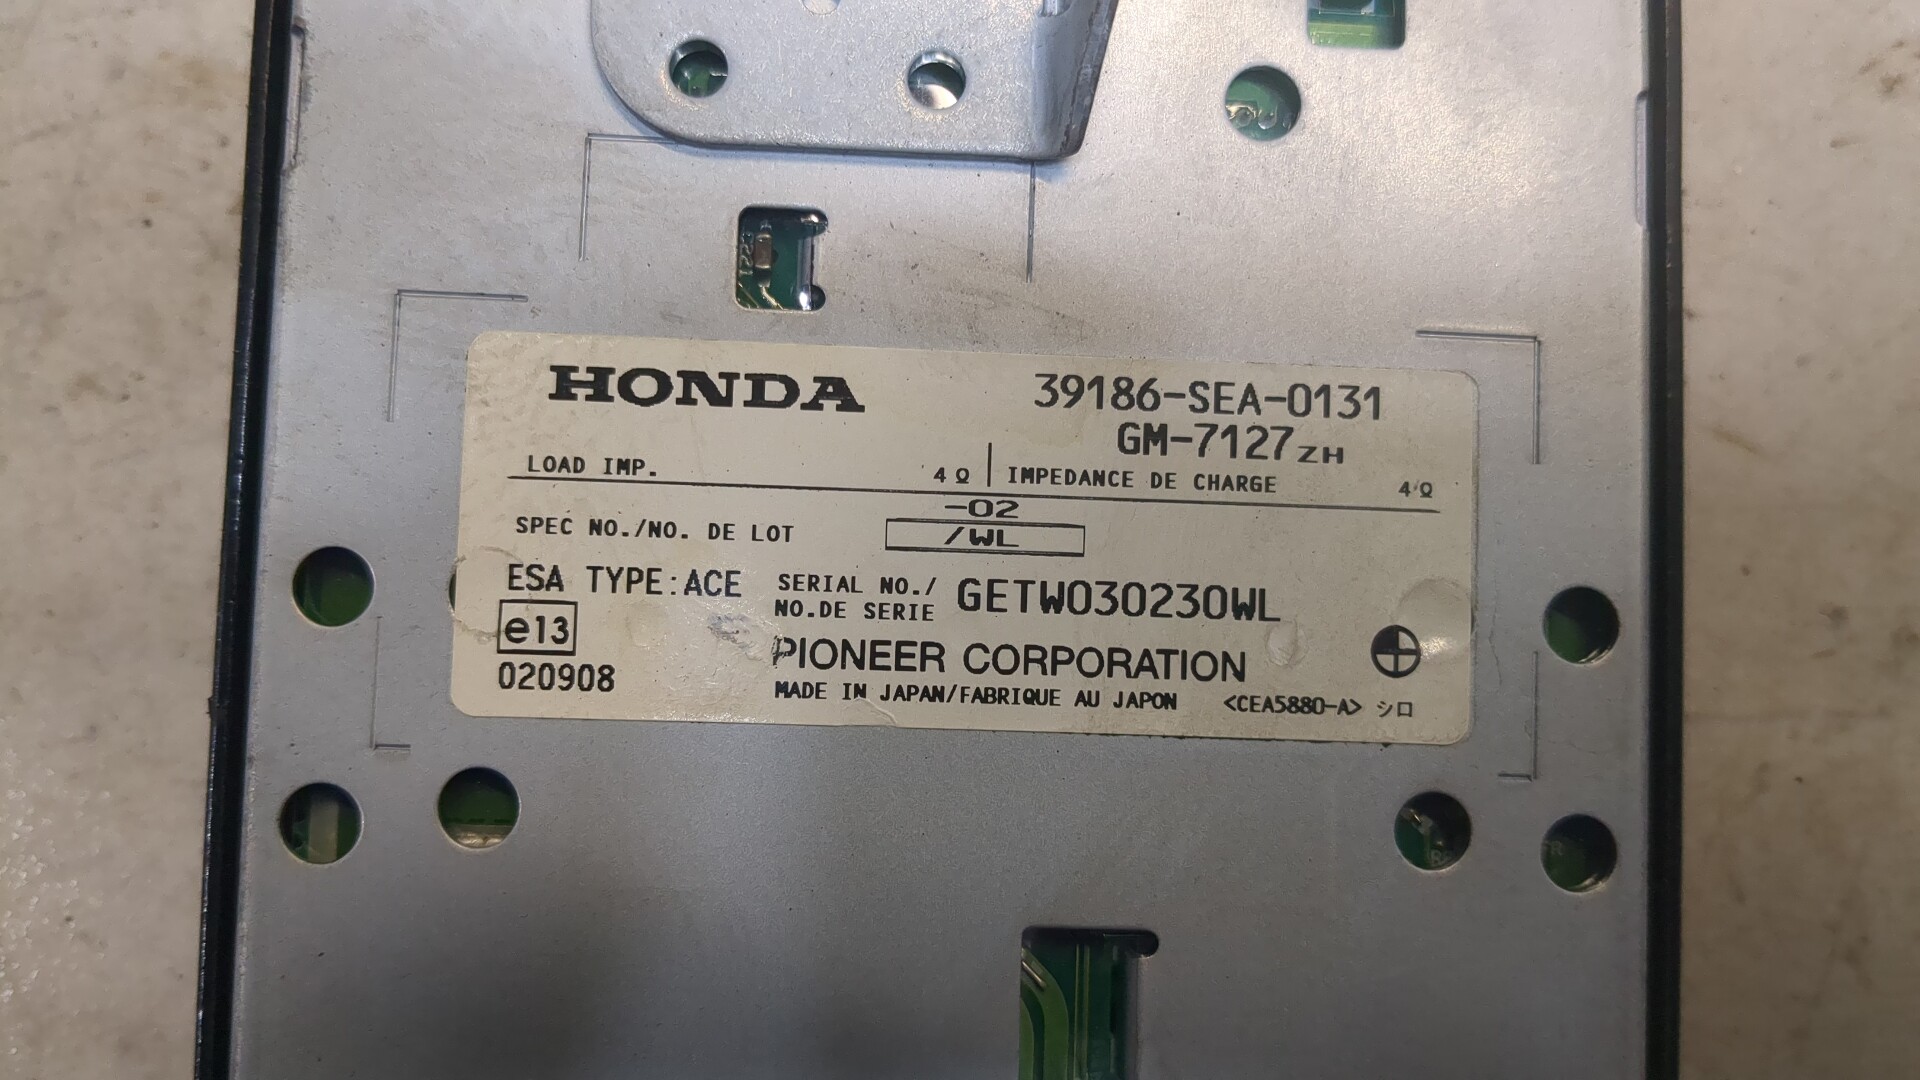 HONDA 39186-SEA-0131
GM-7127ZH
LOAD IMP. 4Ω IMPEDANCE DE CHARGE 4Ω
-02
SPEC NO./NO. DE LOT /WL
ESA TYPE:ACE SERIAL NO./ GETW030230WL
NO.DE SERIE
e13
020908
PIONEER CORPORATION
MADE IN JAPAN/FABRIQUE AU JAPON <CEA5880-A> シロ